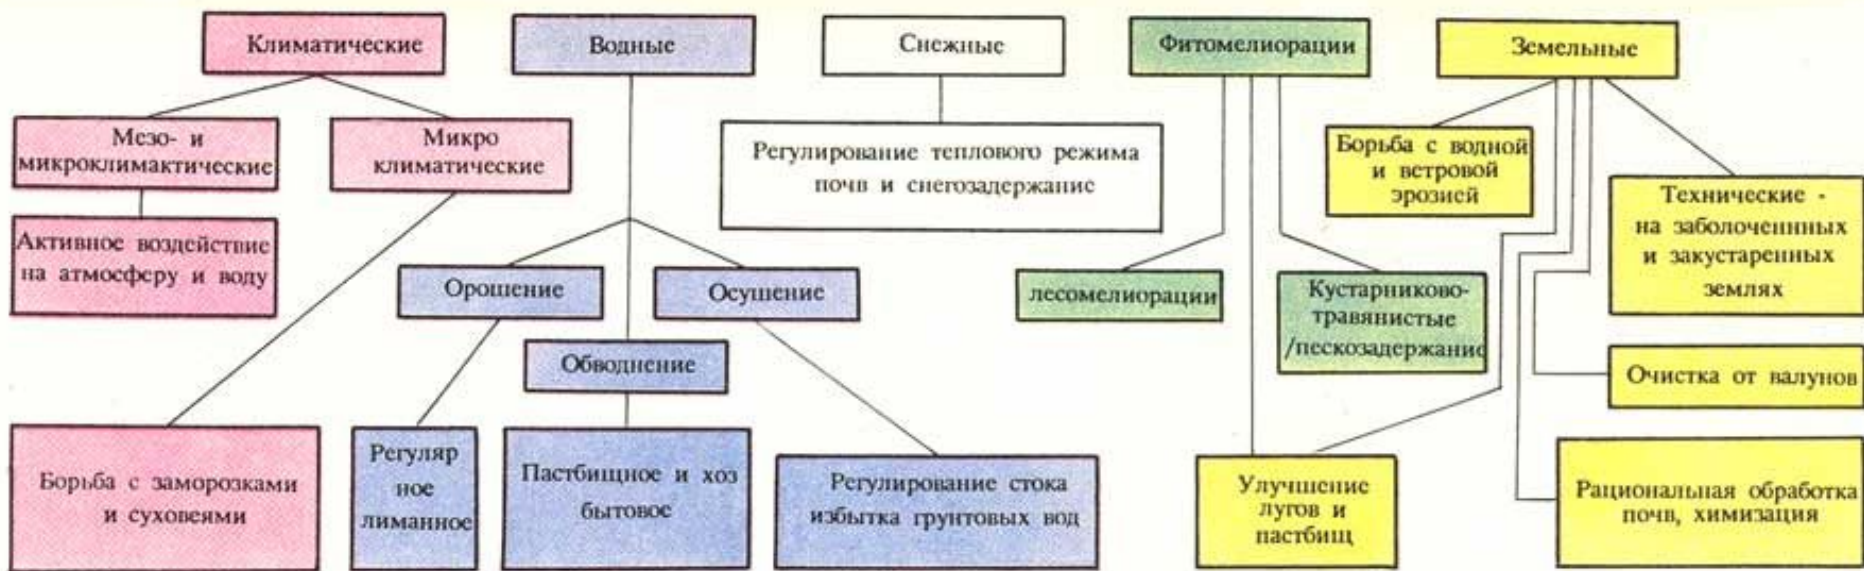 Климатические
Водные
Снежные
Фитомелиорации
Земельные
Мезо- и
микроклимактические
Микро
климатические
Регулирование теплового режима
почв и снегозадержание
Борьба с водной
и ветровой
эрозией
Технические -
на заболоченнных
и закустаренных
землях
Активное воздействие
на атмосферу и воду
Орошение
Осушение
лесомелиорации
Кустарниково-
травянистые
/пескозадержание
Обводнение
Очистка от валунов
Борьба с заморозками
и суховеями
Регуляр
ное
лиманное
Пастбищное и хоз
бытовое
Регулирование стока
избытка грунтовых вод
Улучшение
лугов и
пастбищ
Рациональная обработка
почв, химизация